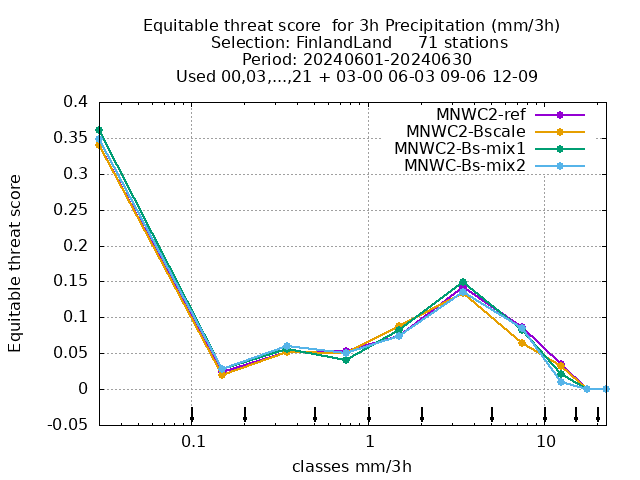 Equitable threat score  for 3h Precipitation (mm/3h)
Selection: FinlandLand     71 stations
Period: 20240601-20240630
Used 00,03,...,21 + 03-00 06-03 09-06 12-09
MNWC2-ref
MNWC2-Bscale
MNWC2-Bs-mix1
MNWC-Bs-mix2
Equitable threat score
0.4
0.35
0.3
0.25
0.2
0.15
0.1
0.05
0
-0.05
0.1 1 10
classes mm/3h